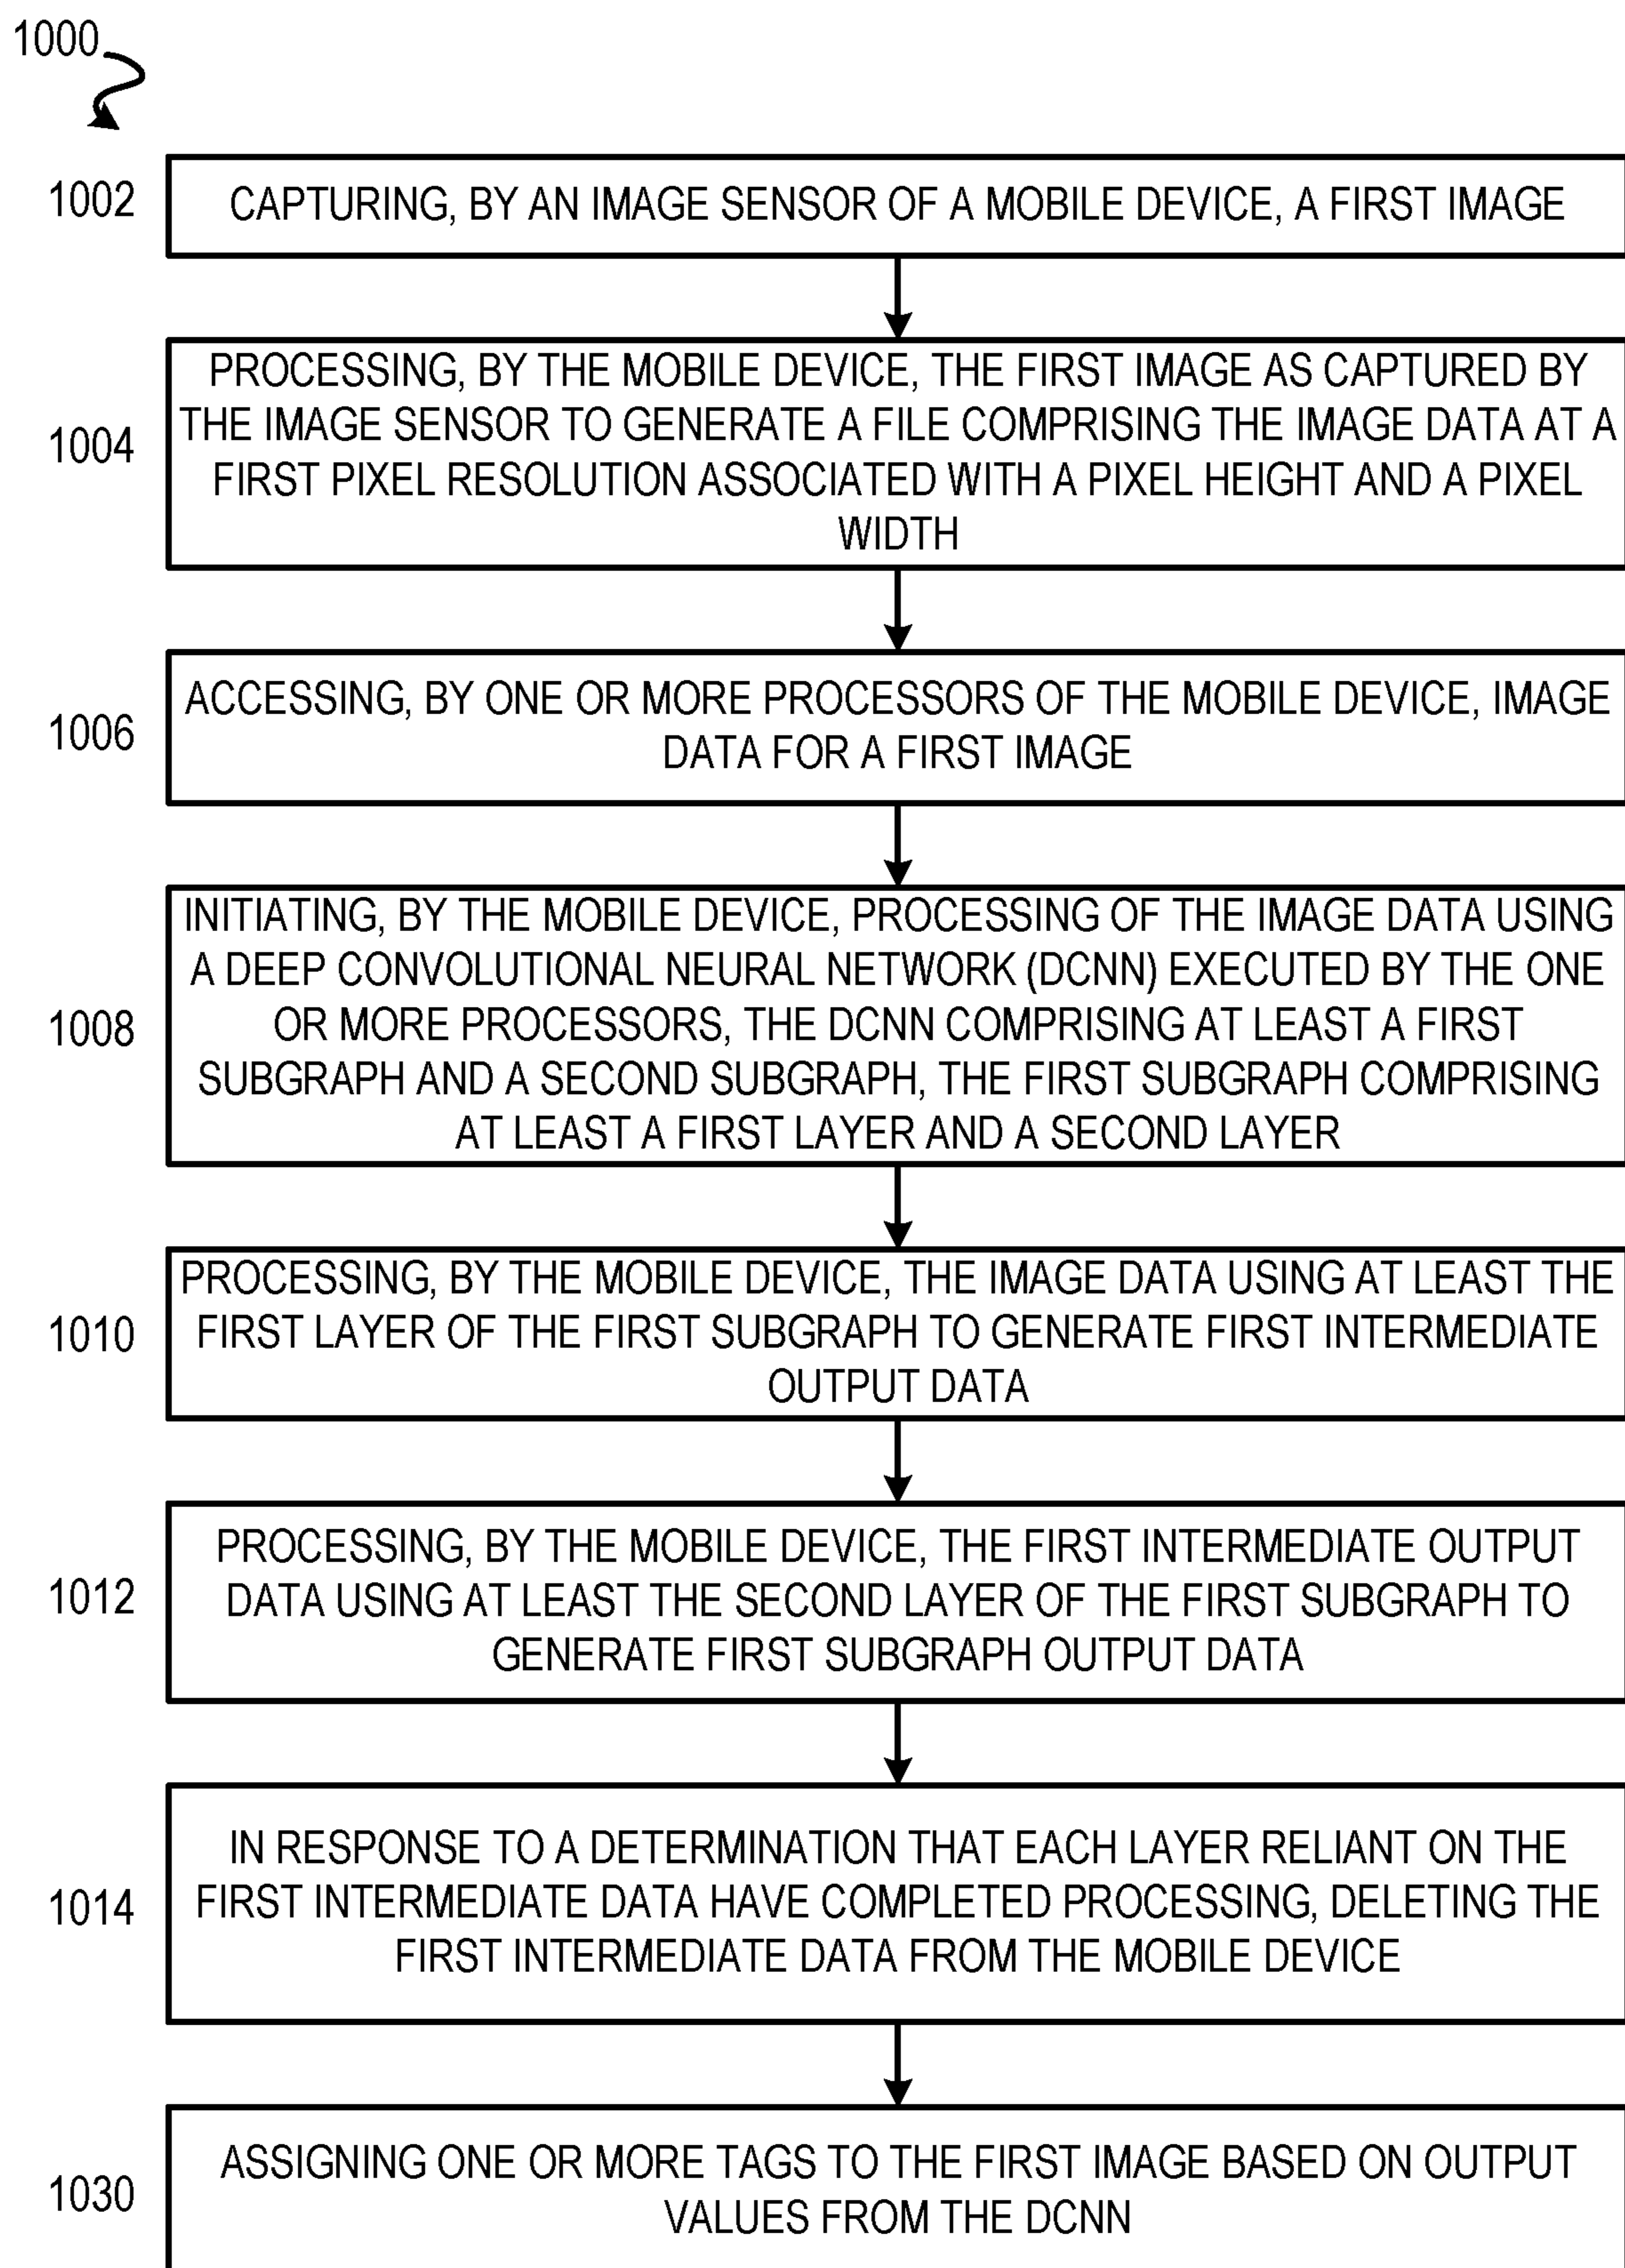 1000
1002
CAPTURING, BY AN IMAGE SENSOR OF A MOBILE DEVICE, A FIRST IMAGE
1004
PROCESSING, BY THE MOBILE DEVICE, THE FIRST IMAGE AS CAPTURED BY
THE IMAGE SENSOR TO GENERATE A FILE COMPRISING THE IMAGE DATA AT A
FIRST PIXEL RESOLUTION ASSOCIATED WITH A PIXEL HEIGHT AND A PIXEL
WIDTH
1006
ACCESSING, BY ONE OR MORE PROCESSORS OF THE MOBILE DEVICE, IMAGE
DATA FOR A FIRST IMAGE
1008
INITIATING, BY THE MOBILE DEVICE, PROCESSING OF THE IMAGE DATA USING
A DEEP CONVOLUTIONAL NEURAL NETWORK (DCNN) EXECUTED BY THE ONE
OR MORE PROCESSORS, THE DCNN COMPRISING AT LEAST A FIRST
SUBGRAPH AND A SECOND SUBGRAPH, THE FIRST SUBGRAPH COMPRISING
AT LEAST A FIRST LAYER AND A SECOND LAYER
1010
PROCESSING, BY THE MOBILE DEVICE, THE IMAGE DATA USING AT LEAST THE
FIRST LAYER OF THE FIRST SUBGRAPH TO GENERATE FIRST INTERMEDIATE
OUTPUT DATA
1012
PROCESSING, BY THE MOBILE DEVICE, THE FIRST INTERMEDIATE OUTPUT
DATA USING AT LEAST THE SECOND LAYER OF THE FIRST SUBGRAPH TO
GENERATE FIRST SUBGRAPH OUTPUT DATA
1014
IN RESPONSE TO A DETERMINATION THAT EACH LAYER RELIANT ON THE
FIRST INTERMEDIATE DATA HAVE COMPLETED PROCESSING, DELETING THE
FIRST INTERMEDIATE DATA FROM THE MOBILE DEVICE
1030
ASSIGNING ONE OR MORE TAGS TO THE FIRST IMAGE BASED ON OUTPUT
VALUES FROM THE DCNN